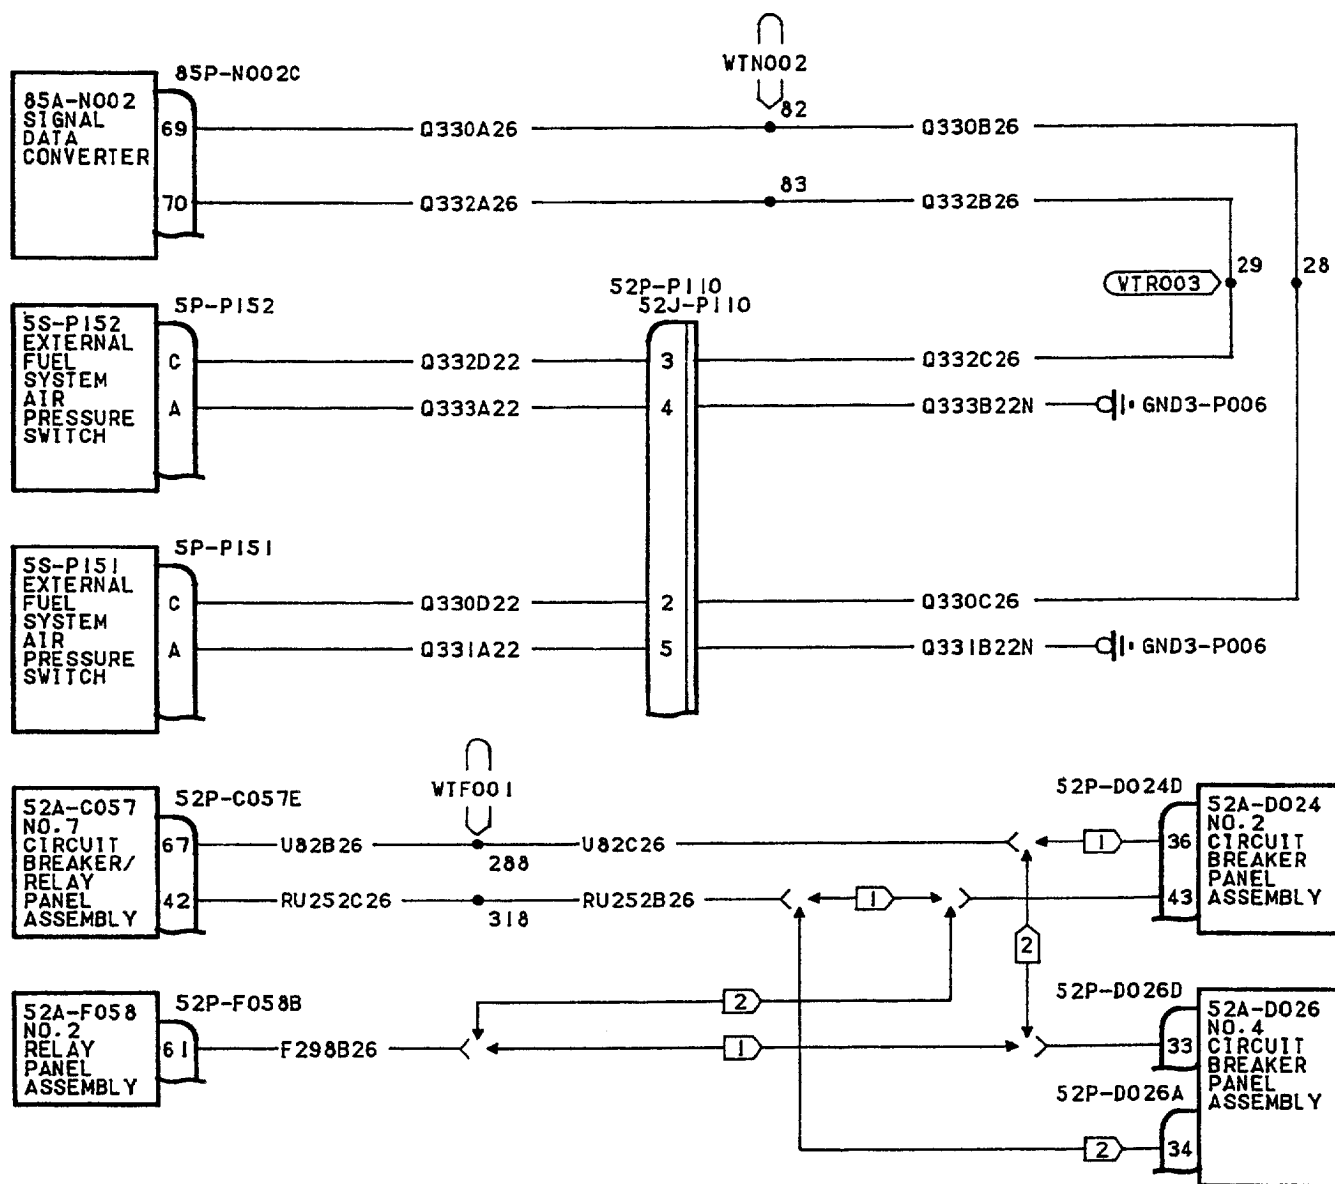 WTN002
85P-N002C
85A-N002
SIGNAL
DATA
CONVERTER
69
Q330A26
82
Q330B26
70
Q332A26
83
Q332B26
WTR003
29
28
52P-P110
52J-P110
5P-P152
5S-P152
EXTERNAL
FUEL
SYSTEM
AIR
PRESSURE
SWITCH
C
Q332D22
3
Q332C26
A
Q333A22
4
Q333B22N
GND3-P006
5P-P151
5S-P151
EXTERNAL
FUEL
SYSTEM
AIR
PRESSURE
SWITCH
C
Q330D22
2
Q330C26
A
Q331A22
5
Q331B22N
GND3-P006
WTF001
52P-C057E
52A-C057
NO.7
CIRCUIT
BREAKER/
RELAY
PANEL
ASSEMBLY
67
U82B26
288
U82C26
1
42
RU252C26
318
RU252B26
1
2
52P-D024D
36
43
52A-D024
NO.2
CIRCUIT
BREAKER
PANEL
ASSEMBLY
52P-F058B
52A-F058
NO.2
RELAY
PANEL
ASSEMBLY
61
F298B26
2
1
52P-D026D
33
52A-D026
NO.4
CIRCUIT
BREAKER
PANEL
ASSEMBLY
52P-D026A
2
34